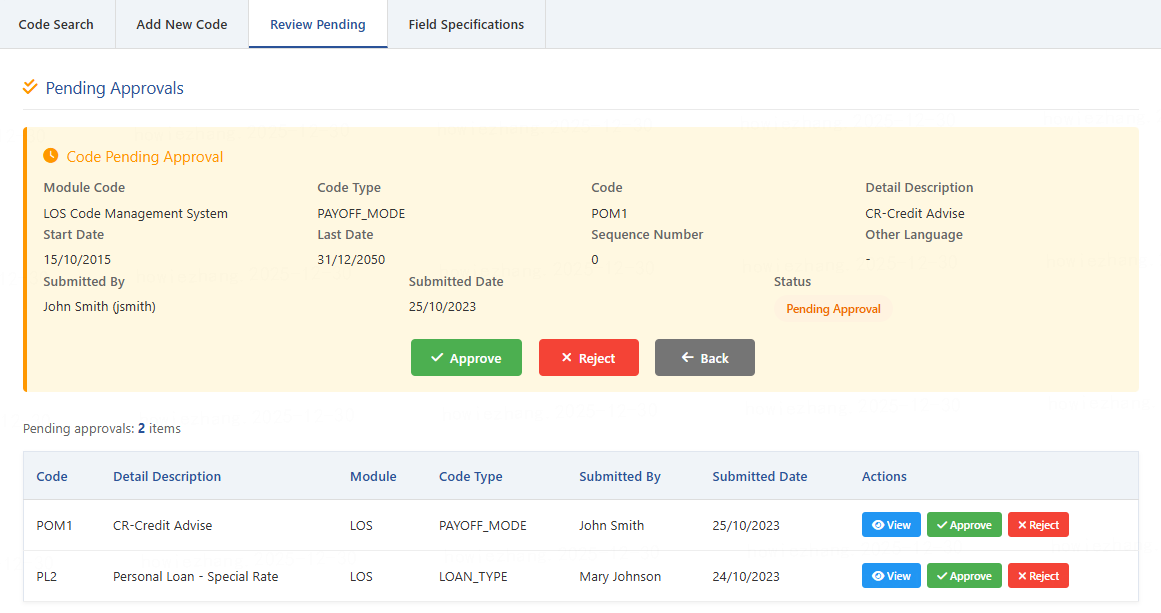 Code Search Add New Code Review Pending Field Specifications
Pending Approvals
Code Pending Approval
Module Code Code Type Code Detail Description
LOS Code Management System PAYOFF_MODE POM1 CR-Credit Advise
Start Date Last Date Sequence Number Other Language
15/10/2015 31/12/2050 0 -
Submitted By Submitted Date Status
John Smith (jsmith) 25/10/2023 Pending Approval
Approve Reject Back
Pending approvals: 2 items
Code Detail Description Module Code Type Submitted By Submitted Date Actions
POM1 CR-Credit Advise LOS PAYOFF_MODE John Smith 25/10/2023 View Approve Reject
PL2 Personal Loan - Special Rate LOS LOAN_TYPE Mary Johnson 24/10/2023 View Approve Reject